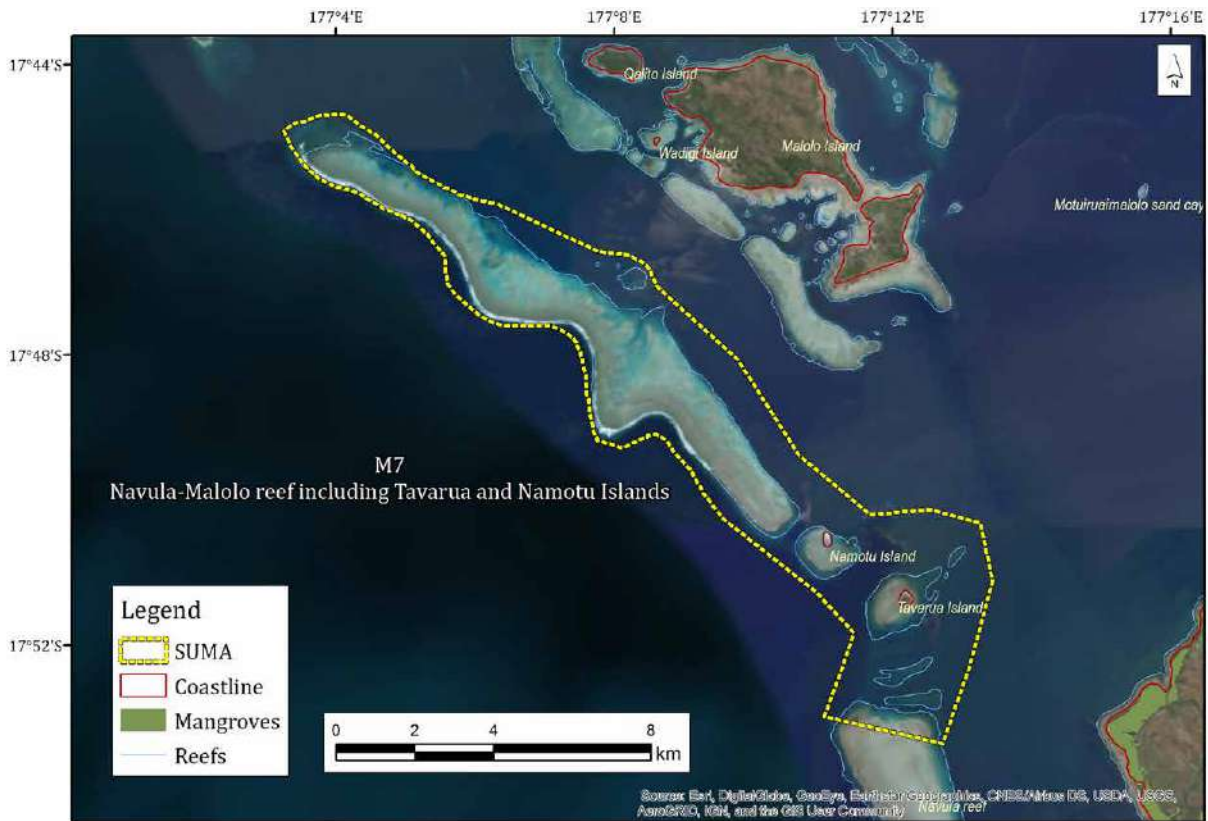 177°4'E
177°8'E
177°12'E
177°16'E
17°44'S
17°48'S
17°52'S
N
Qalito Island
Wadigi Island
Malolo Island
Motuiruaimalolo sand cay
M7
Navula-Malolo reef including Tavarua and Namotu Islands
Namotu Island
Tavarua Island
Navula reef
Legend
SUMA
Coastline
Mangroves
Reefs
0 2 4 8
km
Source: Esri, DigitalGlobe, GeoEye, Earthstar Geographics, CNES/Airbus DS, USDA, USGS,
AeroGRID, IGN, and the GIS User Community